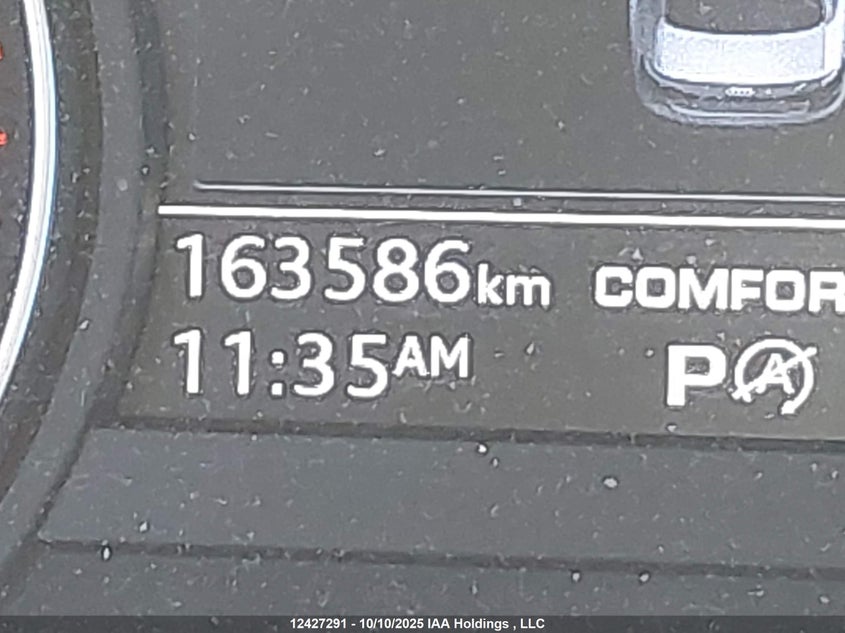 163586km COMFOR
11:35AM P A
12427291 - 10/10/2025 IAA Holdings , LLC